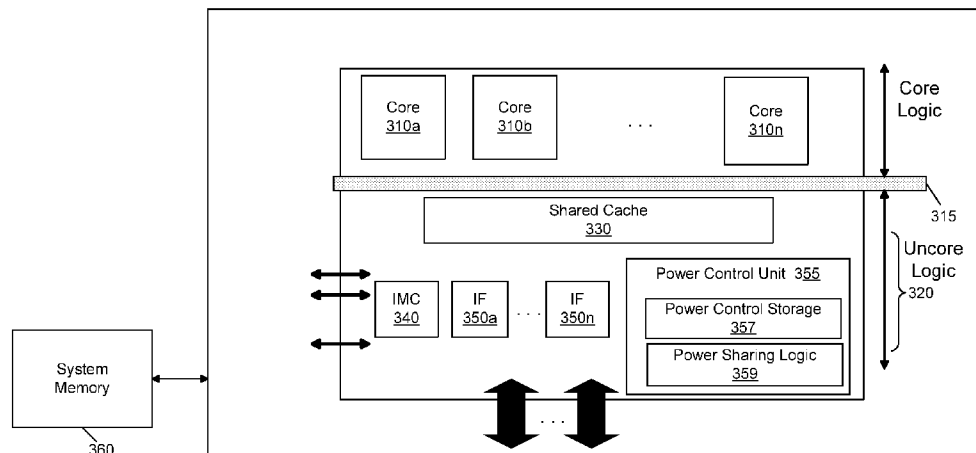 Core
310a
Core
310b
. . .
Core
310n
Core
Logic
315
Shared Cache
330
Uncore
Logic
320
Power Control Unit 355
IMC
340
IF
350a
. . .
IF
350n
Power Control Storage
357
Power Sharing Logic
359
System
Memory
360
. . .